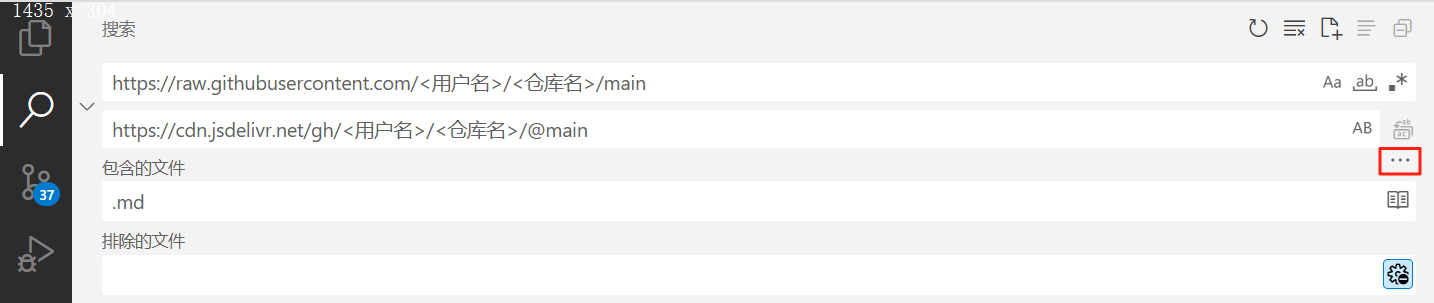 1435 x 304
搜索
https://raw.githubusercontent.com/<用户名>/<仓库名>/main
Aa ab
https://cdn.jsdelivr.net/gh/<用户名>/<仓库名>/@main
AB
ab
ac
包含的文件
.md
37
排除的文件